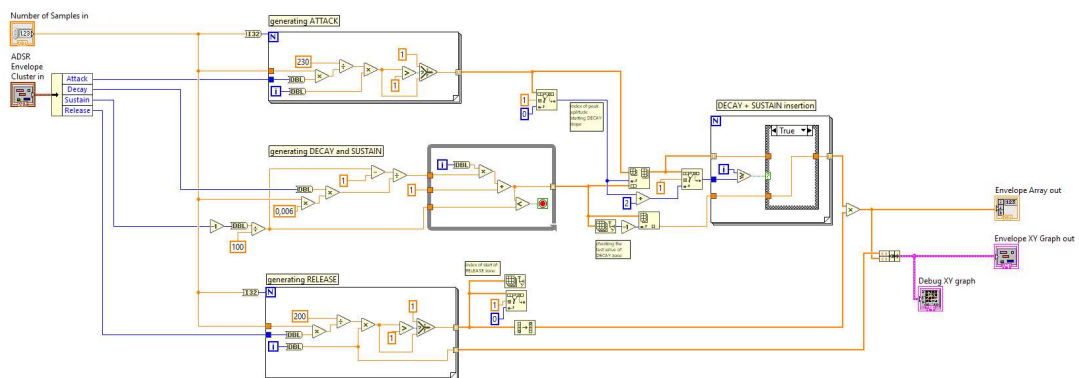 Number of Samples in
123
ADSR
Envelope
Cluster in
Attack
Decay
Sustain
Release
I32
generating ATTACK
N
230
DBL
i
DBL
1
1
1
0
index of peak
amplitude
starting DECAY
slope
generating DECAY and SUSTAIN
DBL
1
0,006
-1
DBL
100
i
DBL
1
2
1
-1
checking the
last value of
DECAY zone
DECAY + SUSTAIN insertion
N
i
True
Envelope Array out
Envelope XY Graph out
Debug XY graph
I32
generating RELEASE
N
200
DBL
i
DBL
1
1
index of start of
RELEASE zone
1
0